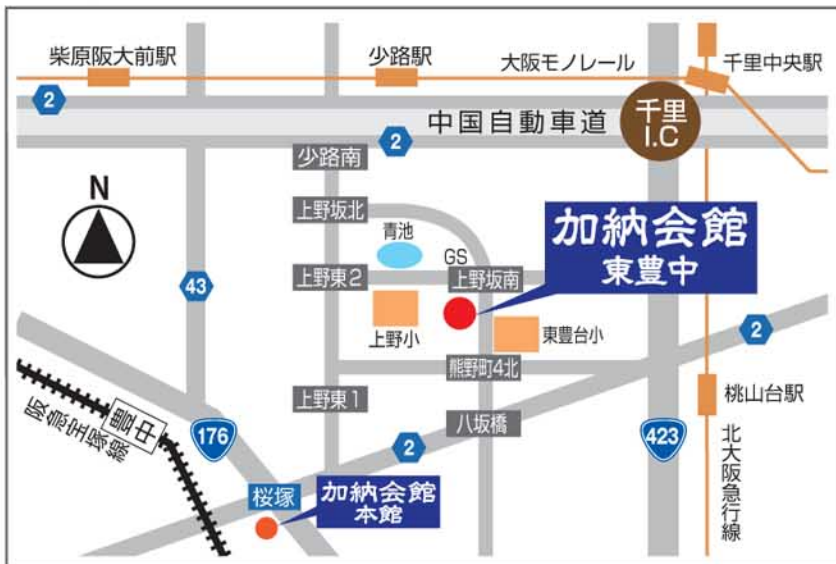 柴原阪大前駅
少路駅
大阪モノレール
千里中央駅
2
中国自動車道
千里
I.C
2
少路南
N
上野坂北
青池
GS
加納会館
東豊中
43
上野東2
上野坂南
上野小
東豊台小
2
熊野町4北
上野東1
桃山台駅
八坂橋
豊中
阪急宝塚線
176
2
423
北大阪急行線
桜塚
加納会館
本館